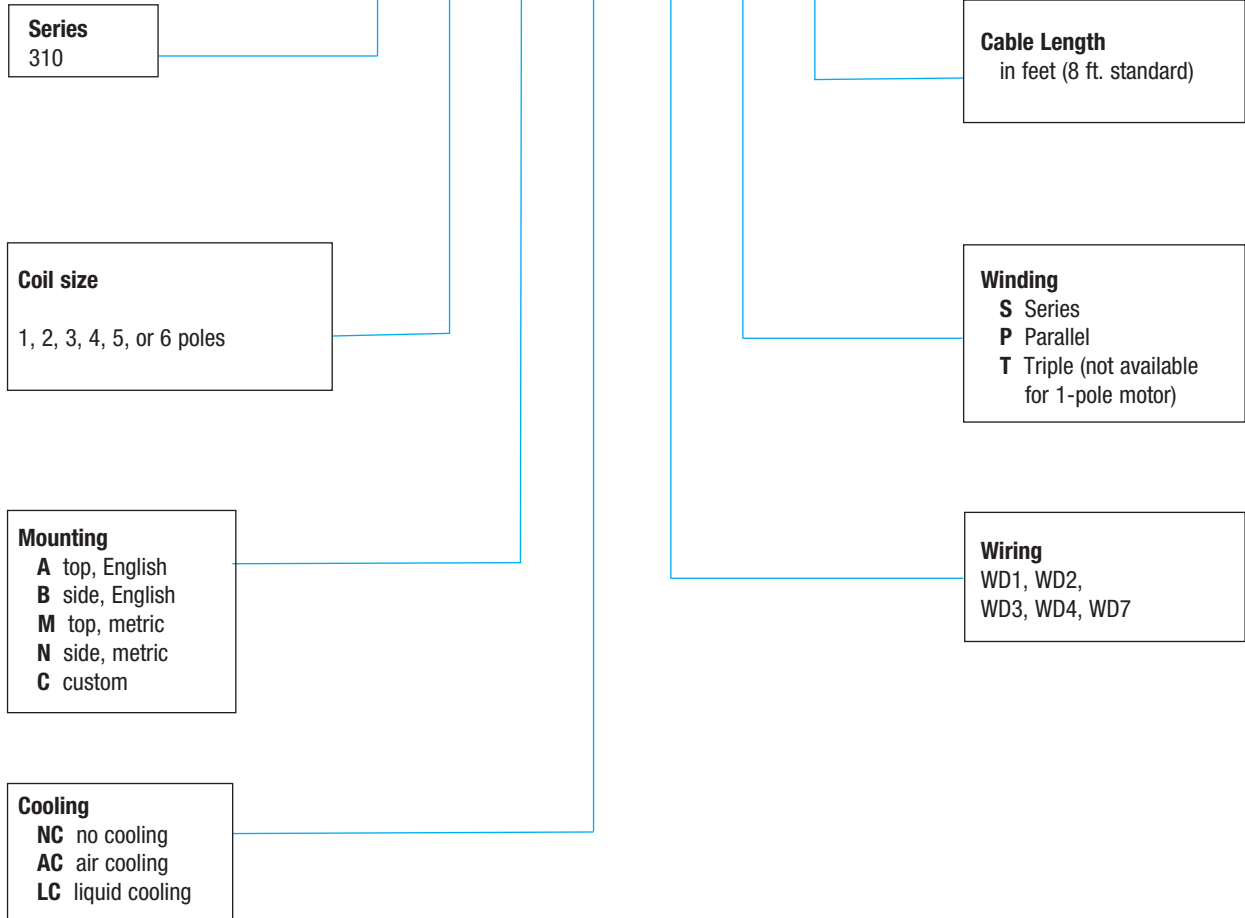 Series
310
Coil size
1, 2, 3, 4, 5, or 6 poles
Mounting
A top, English
B side, English
M top, metric
N side, metric
C custom
Cooling
NC no cooling
AC air cooling
LC liquid cooling
Cable Length
in feet (8 ft. standard)
Winding
S Series
P Parallel
T Triple (not available
for 1-pole motor)
Wiring
WD1, WD2,
WD3, WD4, WD7